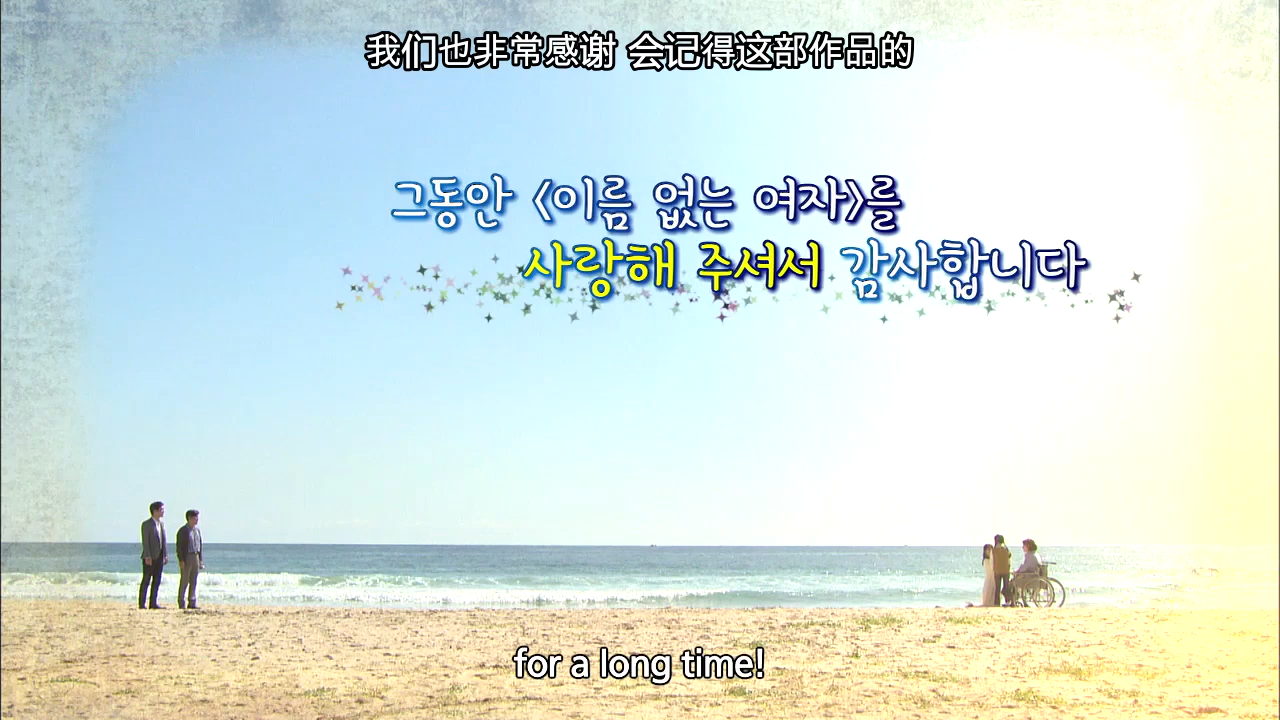 我们也非常感谢 会记得这部作品的
그동안 <이름 없는 여자>를
사랑해 주셔서 감사합니다
for a long time!